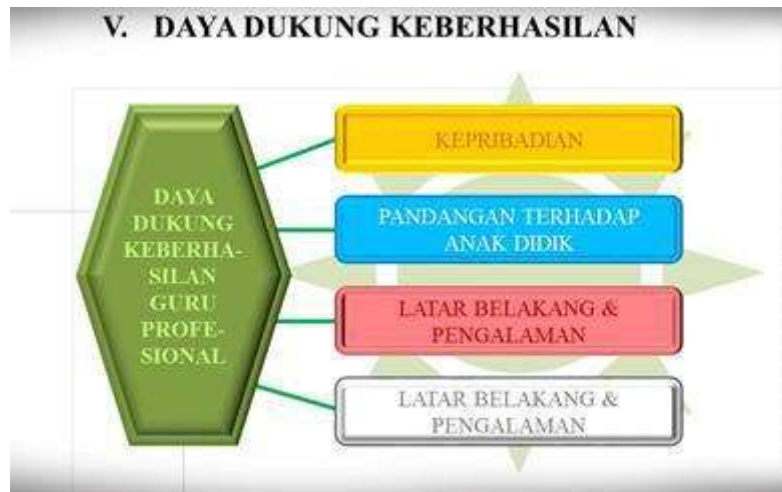 V. DAYA DUKUNG KEBERHASILAN
DAYA
DUKUNG
KEBERHA-
SILAN
GURU
PROFE-
SIONAL
KEPRIBADIAN
PANDANGAN TERHADAP
ANAK DIDIK
LATAR BELAKANG &
PENGALAMAN
LATAR BELAKANG &
PENGALAMAN